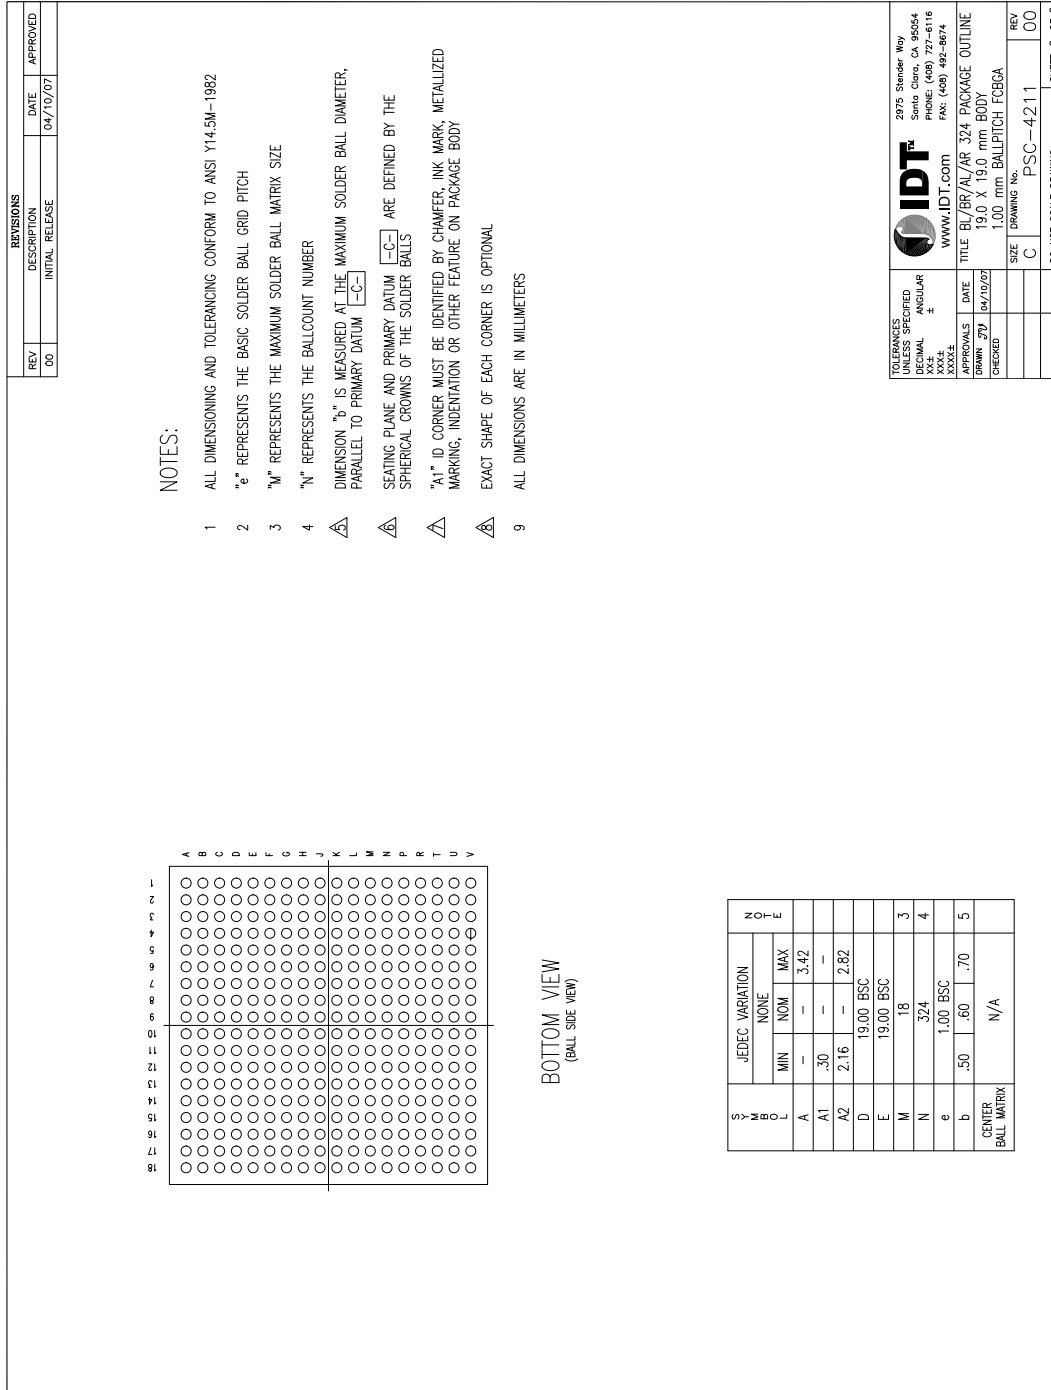 REVISIONS
REV DESCRIPTION DATE APPROVED
00 INITIAL RELEASE 04/10/07
NOTES:
1 ALL DIMENSIONING AND TOLERANCING CONFORM TO ANSI Y14.5M-1982
2 "e" REPRESENTS THE BASIC SOLDER BALL GRID PITCH
3 "M" REPRESENTS THE MAXIMUM SOLDER BALL MATRIX SIZE
4 "N" REPRESENTS THE BALLCOUNT NUMBER
5 DIMENSION "b" IS MEASURED AT THE MAXIMUM SOLDER BALL DIAMETER,
PARALLEL TO PRIMARY DATUM -C-
6 SEATING PLANE AND PRIMARY DATUM -C- ARE DEFINED BY THE
SPHERICAL CROWNS OF THE SOLDER BALLS
7 "A1" ID CORNER MUST BE IDENTIFIED BY CHAMFER, INK MARK, METALLIZED
MARKING, INDENTATION OR OTHER FEATURE ON PACKAGE BODY
8 EXACT SHAPE OF EACH CORNER IS OPTIONAL
9 ALL DIMENSIONS ARE IN MILLIMETERS
18 17 16 15 14 13 12 11 10 9 8 7 6 5 4 3 2 1
A
B
C
D
E
F
G
H
J
K
L
M
N
P
R
T
U
V
BOTTOM VIEW
(BALL SIDE VIEW)
SYMBOL JEDEC VARIATION NOTE
NONE
MIN NOM MAX
A - - 3.42
A1 .30 - -
A2 2.16 - 2.82
D 19.00 BSC
E 19.00 BSC
M 18 3
N 324 4
e 1.00 BSC
b .50 .60 .70 5
CENTER BALL MATRIX N/A
TOLERANCES
UNLESS SPECIFIED
DECIMAL ANGULAR
XX± ±
XXX±
XXXX±
APPROVALS DATE
DRAWN 04/10/07
CHECKED
IDT™
www.IDT.com
2975 Stender Way
Santa Clara, CA 95054
PHONE: (408) 727-6116
FAX: (408) 492-8674
TITLE BL/BR/AL/AR 324 PACKAGE OUTLINE
19.0 X 19.0 mm BODY
1.00 mm BALLPITCH FCBGA
SIZE DRAWING No. REV
C PSC-4211 00